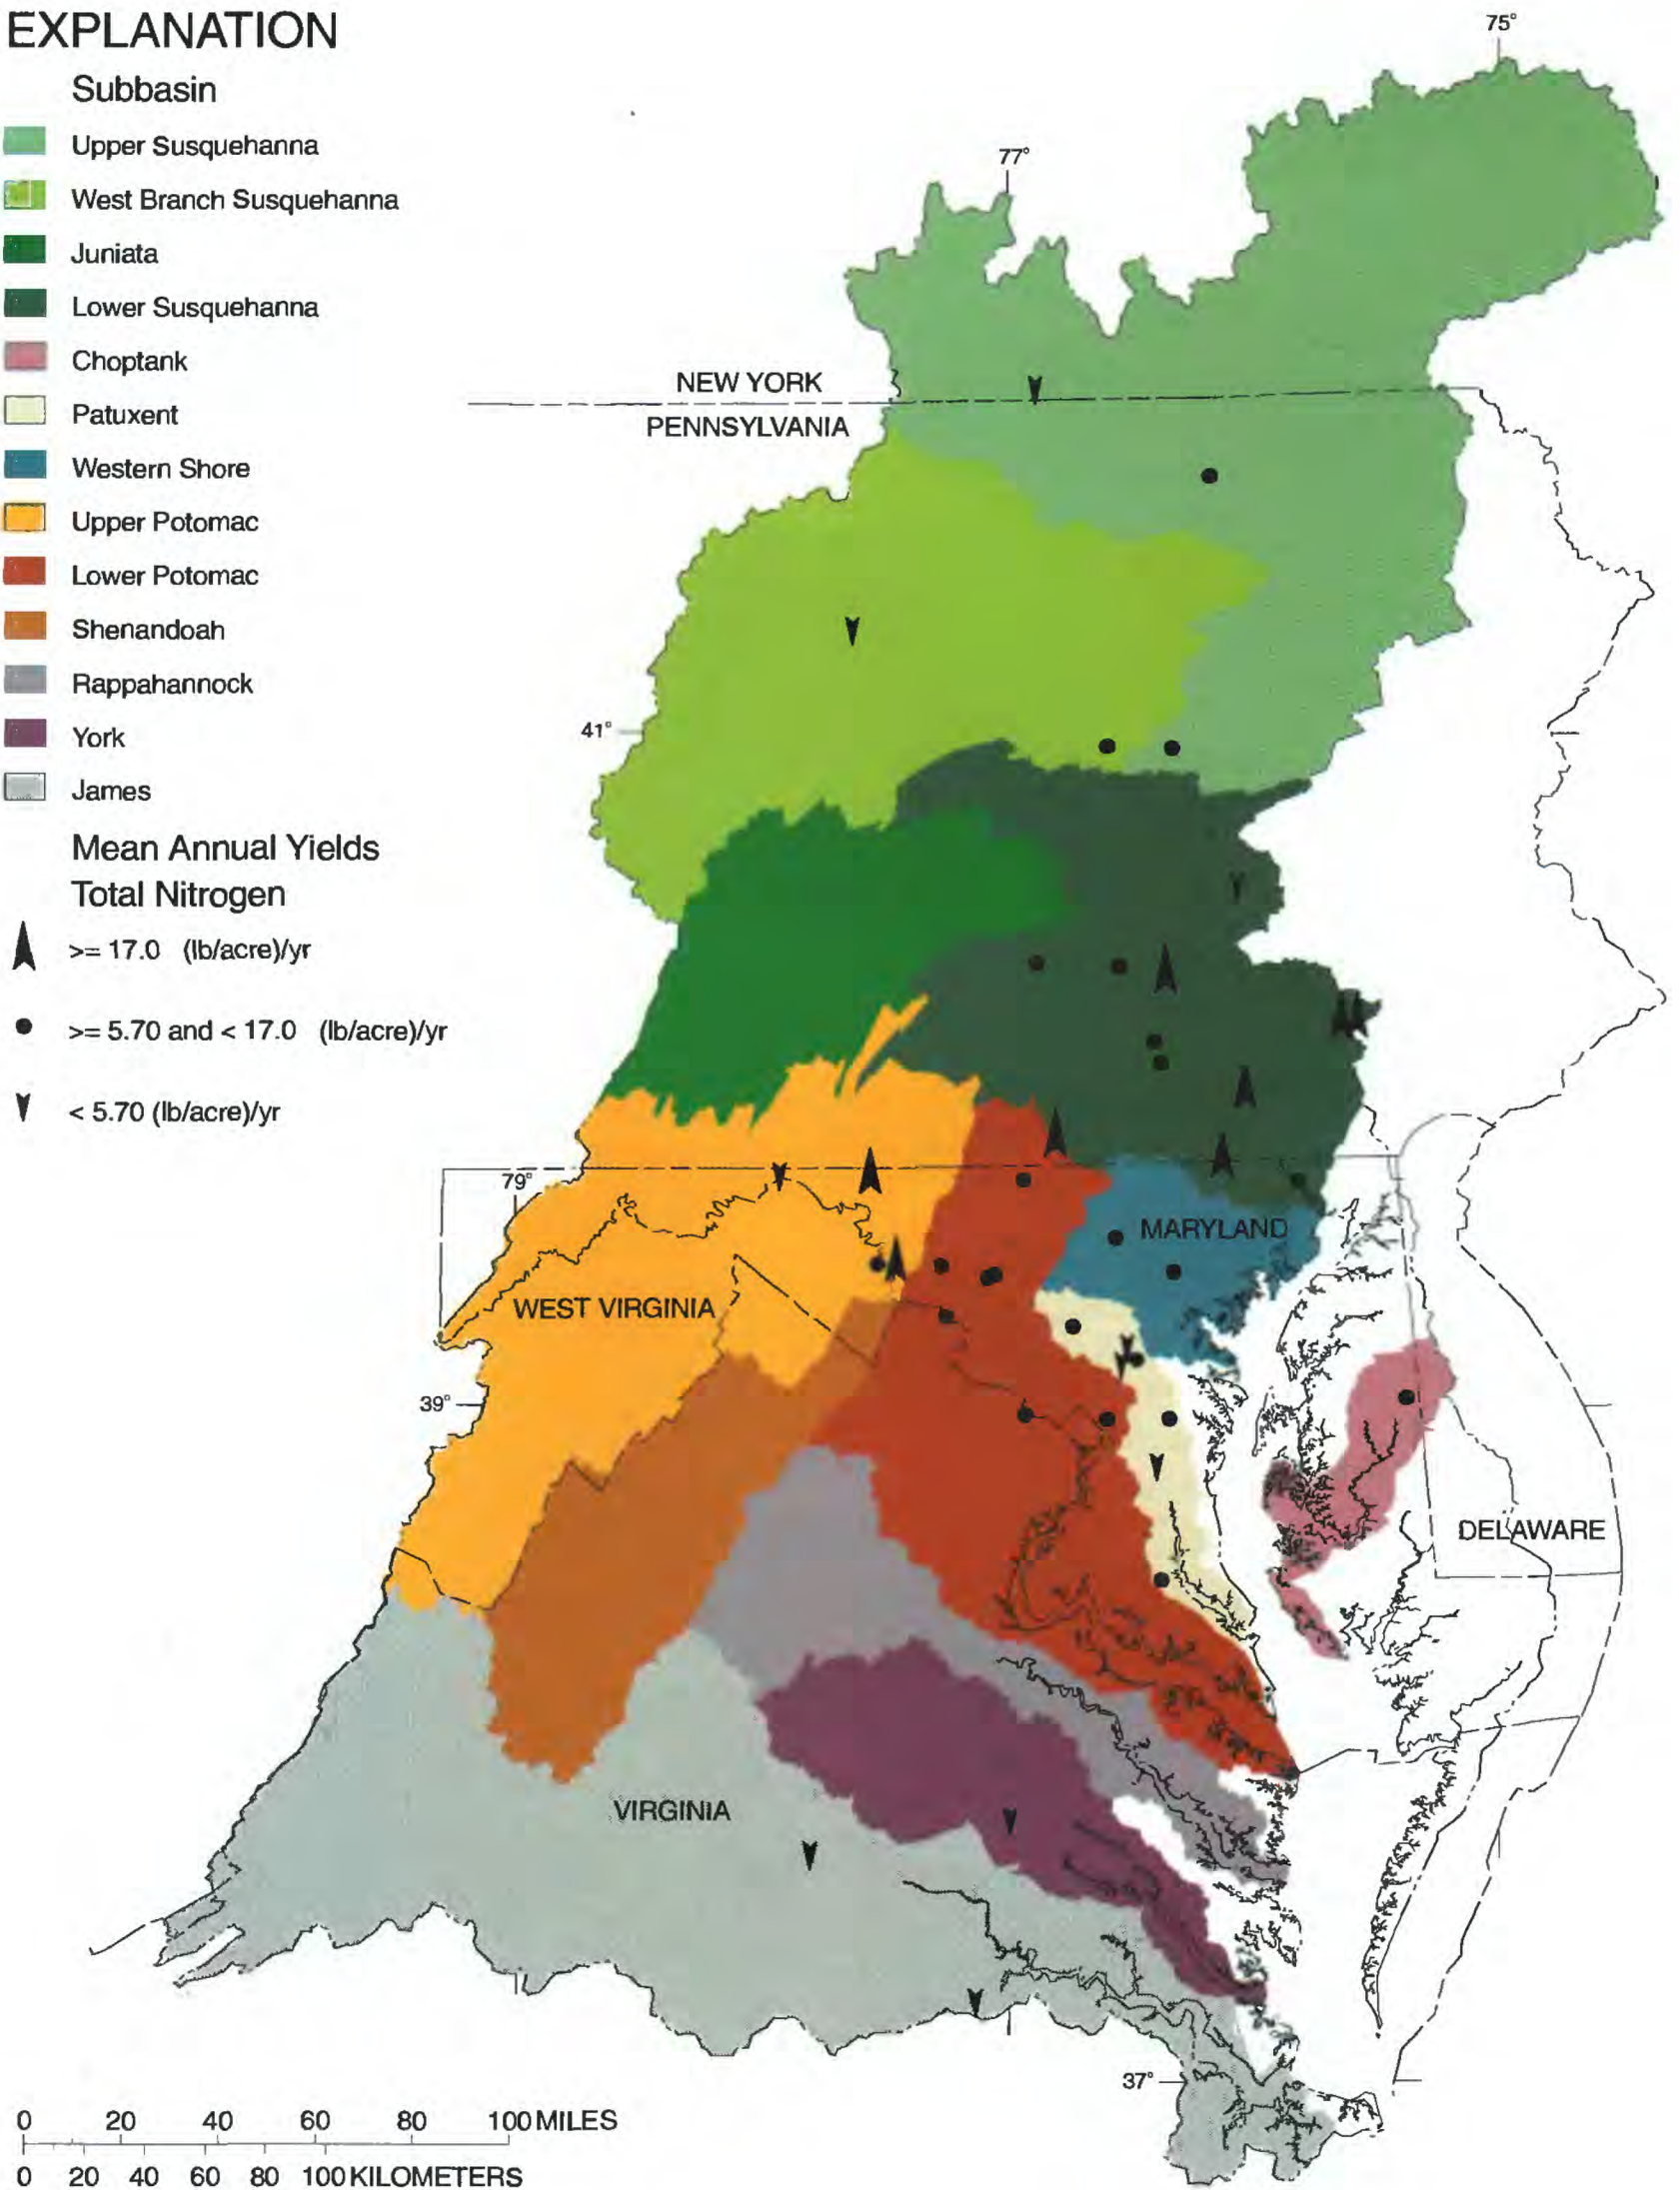 EXPLANATION
Subbasin
Upper Susquehanna
West Branch Susquehanna
Juniata
Lower Susquehanna
Choptank
Patuxent
Western Shore
Upper Potomac
Lower Potomac
Shenandoah
Rappahannock
York
James
Mean Annual Yields
Total Nitrogen
>= 17.0 (lb/acre)/yr
>= 5.70 and < 17.0 (lb/acre)/yr
< 5.70 (lb/acre)/yr
75°
77°
NEW YORK
PENNSYLVANIA
41°
79°
MARYLAND
WEST VIRGINIA
39°
DELAWARE
VIRGINIA
37°
0 20 40 60 80 100 MILES
0 20 40 60 80 100 KILOMETERS